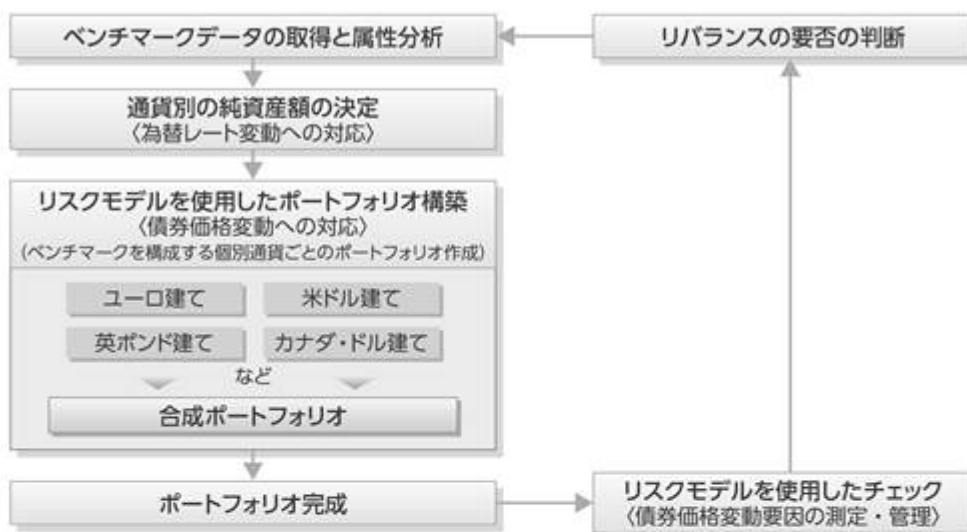 ベンチマークデータの取得と属性分析
リバランスの要否の判断
通貨別の純資産額の決定
〈為替レート変動への対応〉
リスクモデルを使用したポートフォリオ構築
〈債券価格変動への対応〉
(ベンチマークを構成する個別通貨ごとのポートフォリオ作成)
ユーロ建て
米ドル建て
英ポンド建て
カナダ・ドル建て
など
合成ポートフォリオ
ポートフォリオ完成
リスクモデルを使用したチェック
〈債券価格変動要因の測定・管理〉